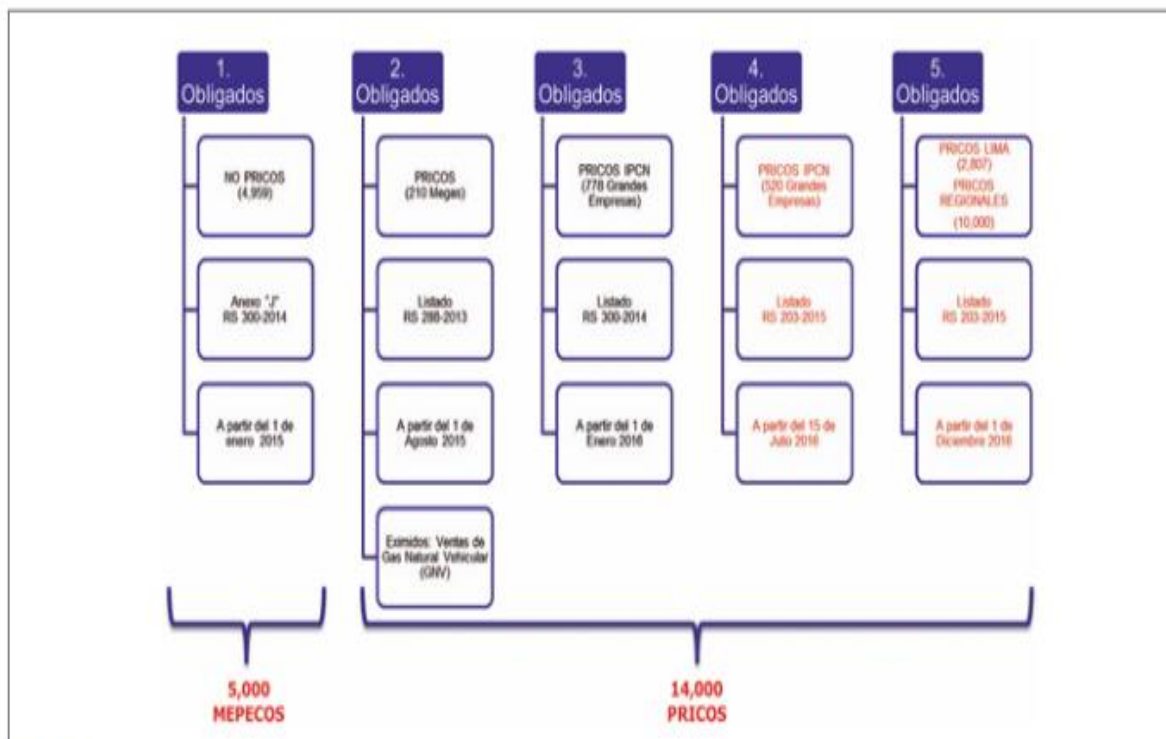 1.
Obligados
NO PRICOS
(4,959)
Anexo "J"
RS 300-2014
A partir del 1 de
enero 2015
2.
Obligados
PRICOS
(210 Megas)
Listado
RS 288-2013
A partir del 1 de
Agosto 2015
Eximidos: Ventas de
Gas Natural Vehicular
(GNV)
3.
Obligados
PRICOS IPCN
(778 Grandes
Empresas)
Listado
RS 300-2014
A partir del 1 de
Enero 2016
4.
Obligados
PRICOS IPCN
(520 Grandes
Empresas)
Listado
RS 203-2015
A partir del 15 de
Julio 2016
5.
Obligados
PRICOS LIMA
(2,807)
PRICOS
REGIONALES
(10,000)
Listado
RS 203-2015
A partir del 1 de
Diciembre 2016
5,000
MEPECOS
14,000
PRICOS